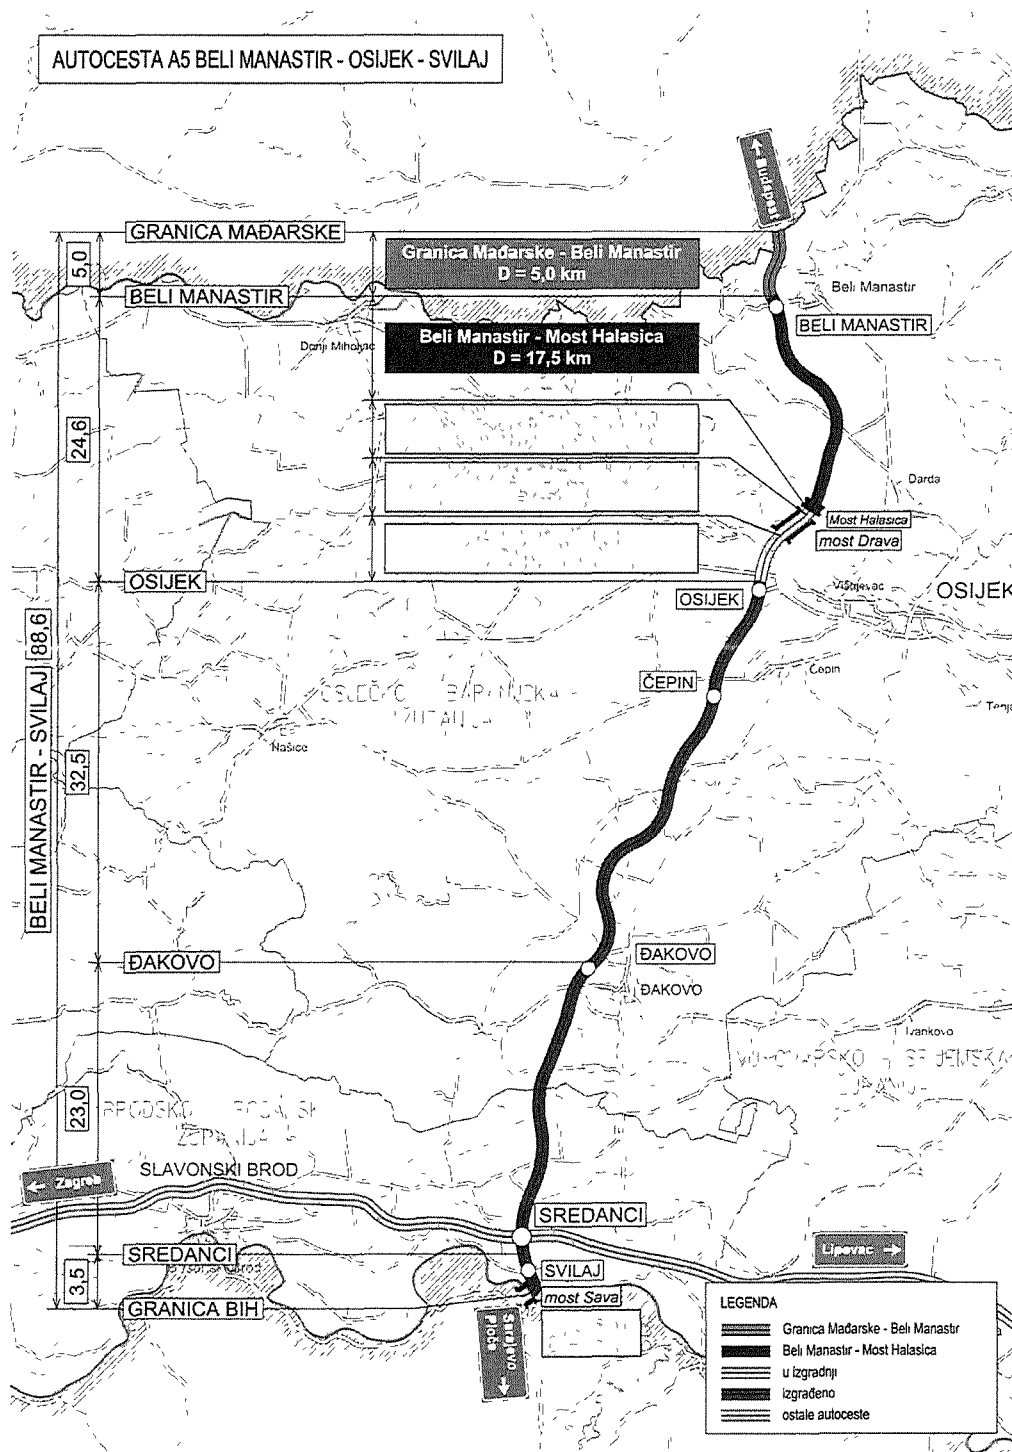 AUTOCESTA A5 BELI MANASTIR - OSIJEK - SVILAJ
Budapest
GRANICA MAĐARSKE
5,0
Granica Mađarske - Beli Manastir
D = 5,0 km
Beli Manastir
BELI MANASTIR
BELI MANASTIR
Beli Manastir - Most Halasica
D = 17,5 km
Donji Miholjac
24,6
Darda
Most Halasica
most Drava
OSIJEK
OSIJEK
Višnjevac
OSIJEK
BELI MANASTIR - SVILAJ 88,6
ČEPIN
Čepin
Našice
32,5
ĐAKOVO
ĐAKOVO
ĐAKOVO
Ivankovo
23,0
SLAVONSKI BROD
← Zagreb
SREDANCI
SREDANCI
Lipovac →
3,5
SVILAJ
most Sava
GRANICA BIH
Sarajevo
Ploče
LEGENDA
Granica Mađarske - Beli Manastir
Beli Manastir - Most Halasica
u izgradnji
izgrađeno
ostale autoceste